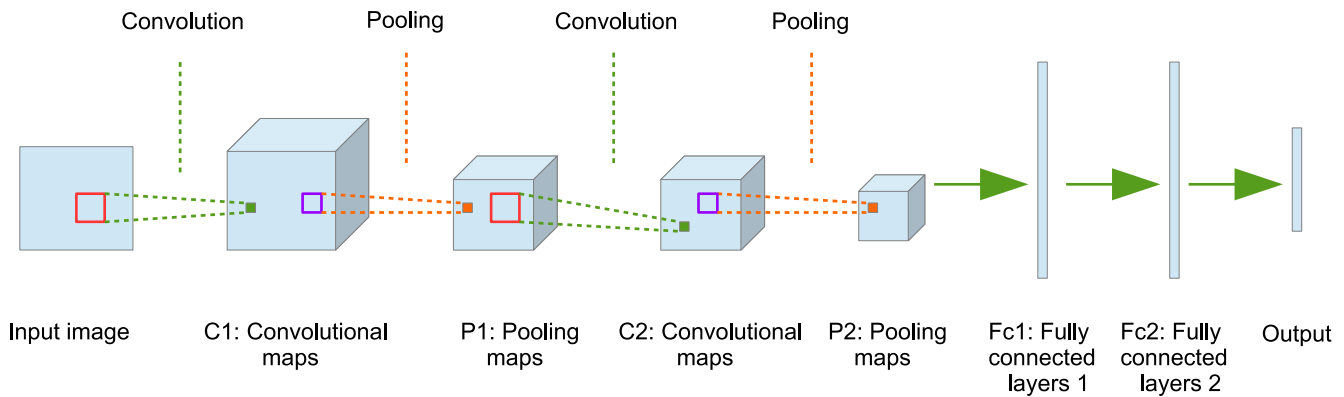 Convolution
Pooling
Convolution
Pooling
Input image
C1: Convolutional
maps
P1: Pooling
maps
C2: Convolutional
maps
P2: Pooling
maps
Fc1: Fully
connected
layers 1
Fc2: Fully
connected
layers 2
Output